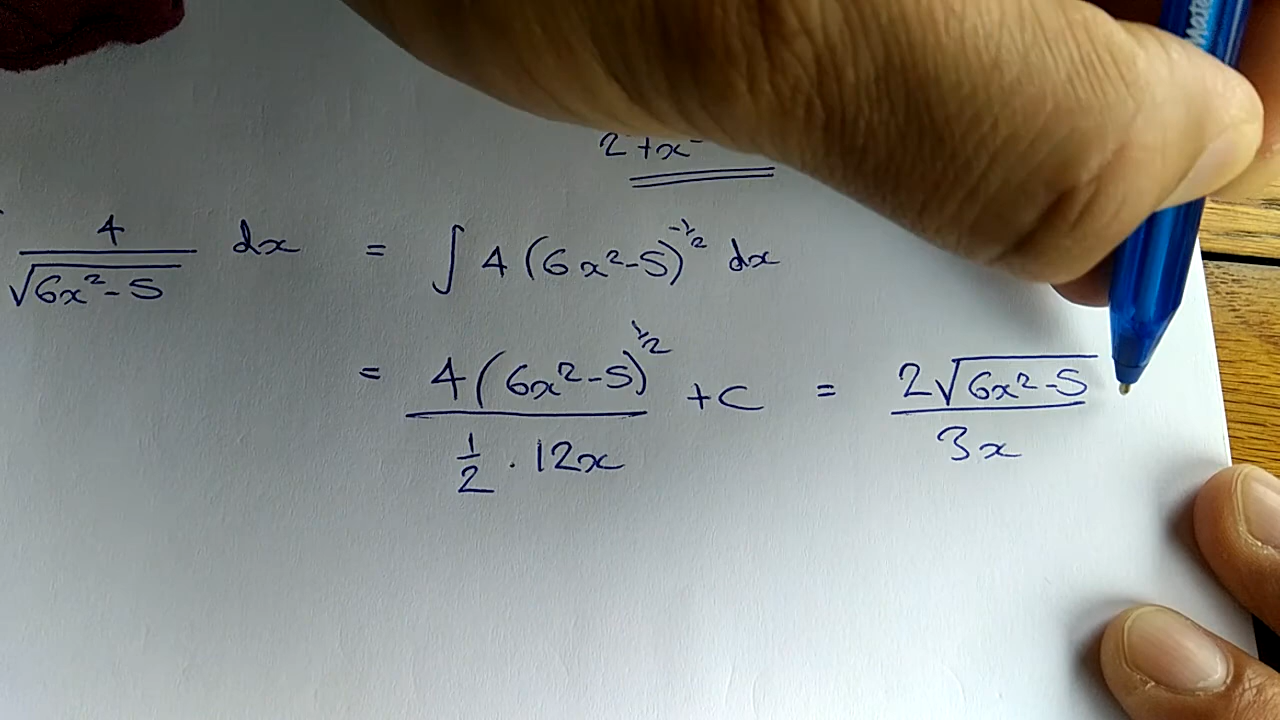 2 + x
4/√(6x²-5) dx = ∫ 4(6x²-5)^(-1/2) dx
= 4(6x²-5)^(1/2) / (1/2 · 12x) + C = 2√(6x²-5) / 3x